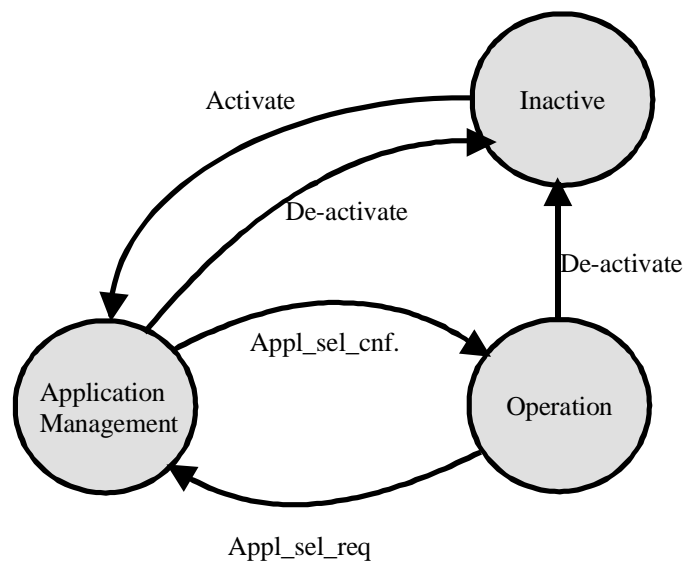 Activate
Inactive
De-activate
De-activate
Appl_sel_cnf.
Application
Management
Operation
Appl_sel_req